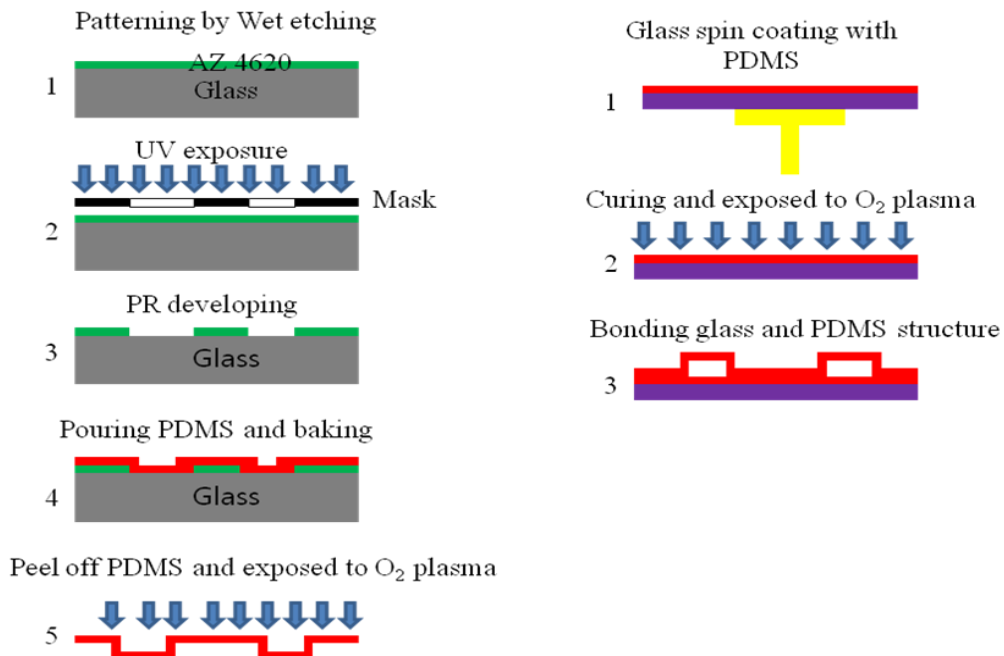 Patterning by Wet etching
AZ 4620
1
Glass
UV exposure
Mask
2
PR developing
3
Glass
Pouring PDMS and baking
4
Glass
Peel off PDMS and exposed to O₂ plasma
5
Glass spin coating with
PDMS
1
Curing and exposed to O₂ plasma
2
Bonding glass and PDMS structure
3